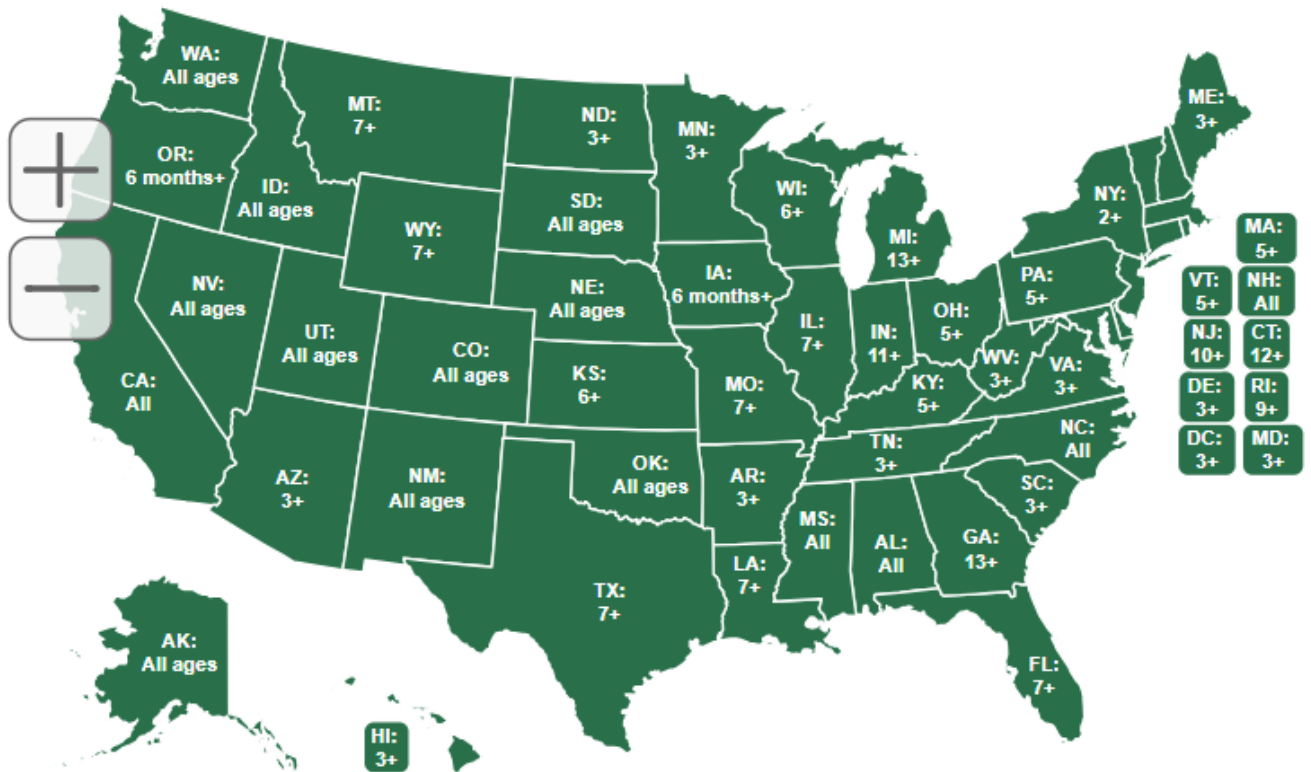 WA:
All ages
MT:
7+
ND:
3+
MN:
3+
ME:
3+
OR:
6 months+
ID:
All ages
WY:
7+
SD:
All ages
WI:
6+
MI:
13+
NY:
2+
MA:
5+
NV:
All ages
UT:
All ages
CO:
All ages
NE:
All ages
IA:
6 months+
IL:
7+
IN:
11+
OH:
5+
PA:
5+
VT:
5+
NH:
All
NJ:
10+
CT:
12+
CA:
All
KS:
6+
MO:
7+
KY:
5+
WV:
3+
VA:
3+
DE:
3+
RI:
9+
DC:
3+
MD:
3+
AZ:
3+
NM:
All ages
OK:
All ages
AR:
3+
TN:
3+
NC:
All
SC:
3+
MS:
All
AL:
All
GA:
13+
TX:
7+
LA:
7+
FL:
7+
AK:
All ages
HI:
3+